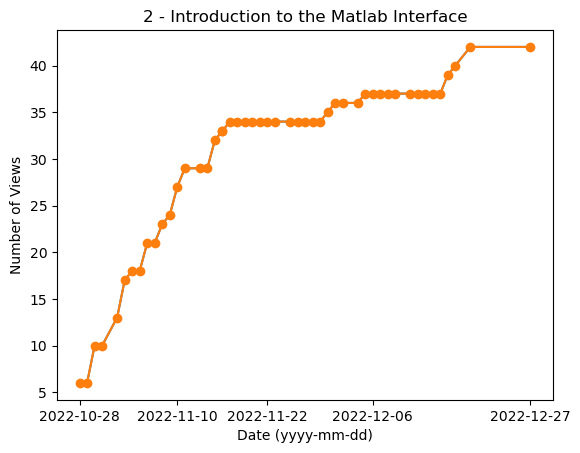 2 - Introduction to the Matlab Interface
Number of Views
40
35
30
25
20
15
10
5
2022-10-28 2022-11-10 2022-11-22 2022-12-06 2022-12-27
Date (yyyy-mm-dd)